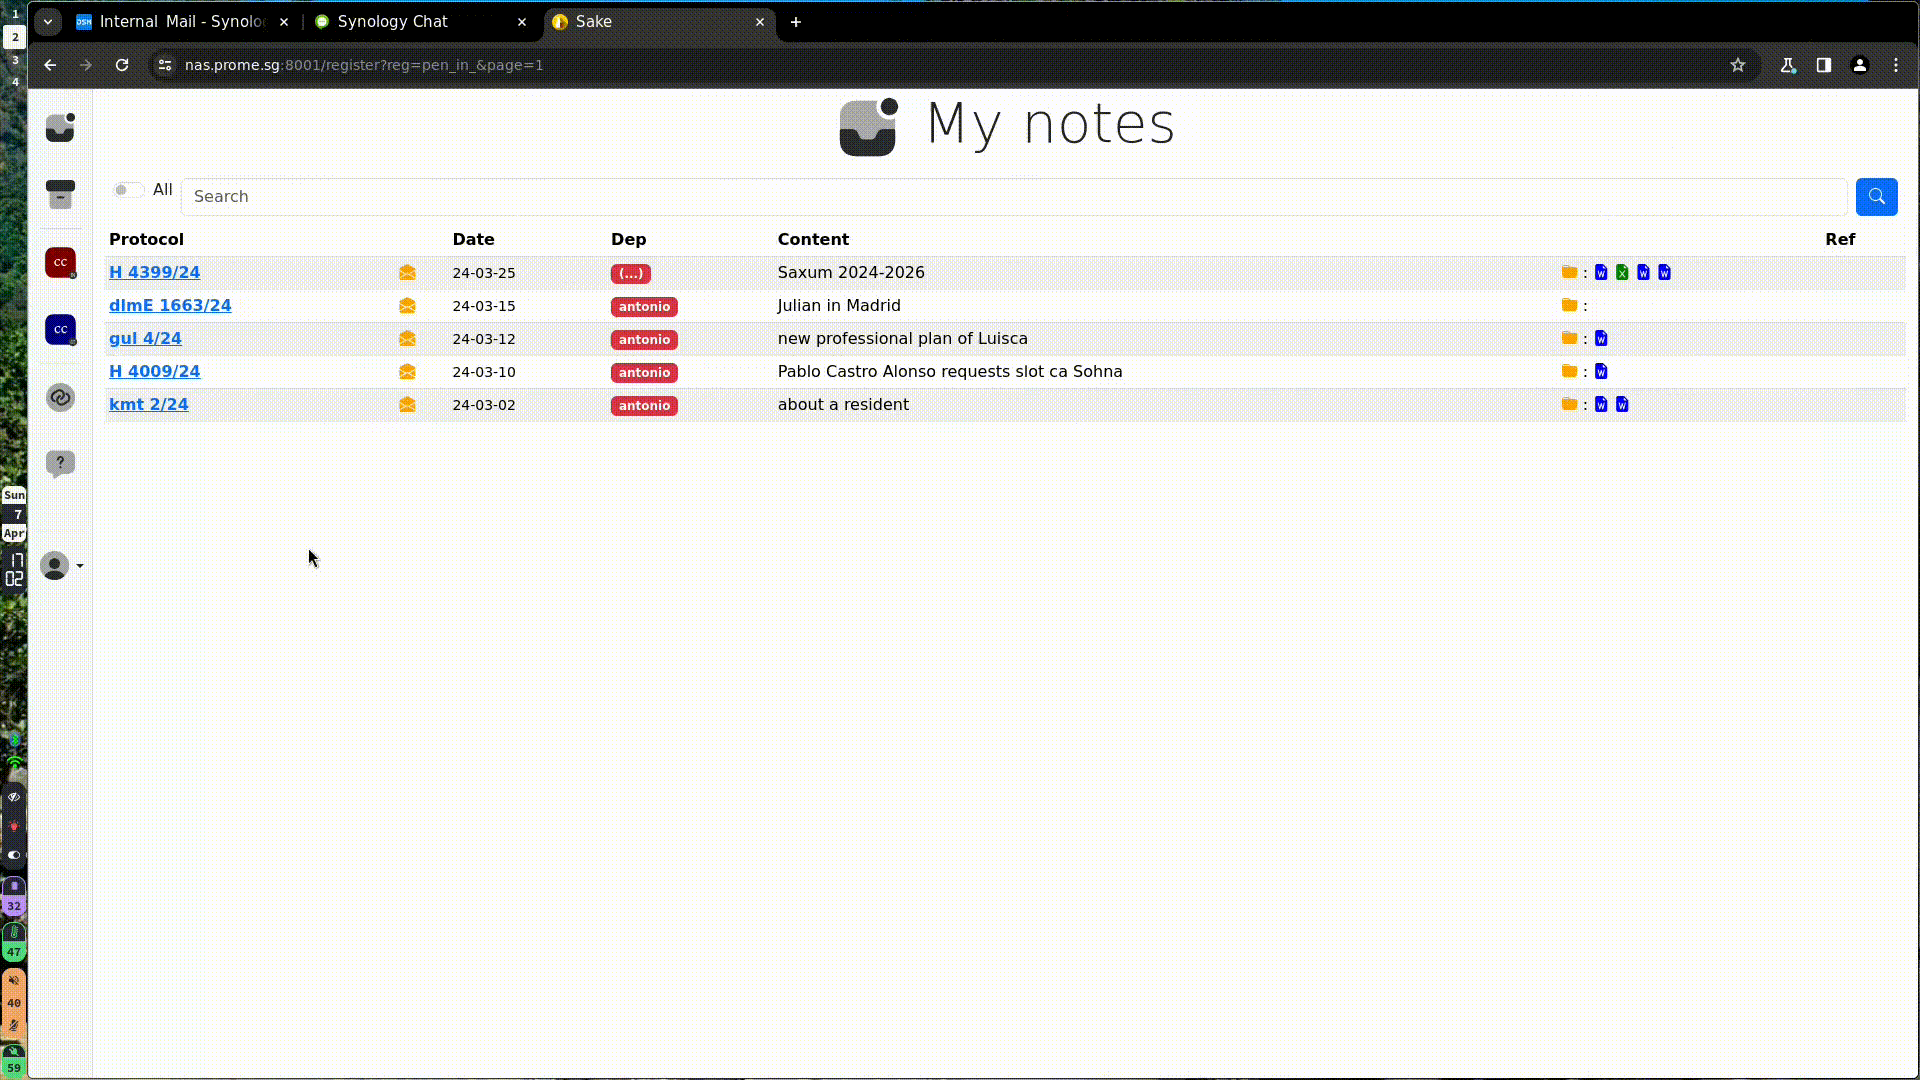 1
2
3
4
Internal Mail - Synolo
Synology Chat
Sake
nas.prome.sg:8001/register?reg=pen_in_&page=1
My notes
All
Search
Protocol Date Dep Content Ref
H 4399/24 24-03-25 (...) Saxum 2024-2026 :
dlmE 1663/24 24-03-15 antonio Julian in Madrid :
gul 4/24 24-03-12 antonio new professional plan of Luisca :
H 4009/24 24-03-10 antonio Pablo Castro Alonso requests slot ca Sohna :
kmt 2/24 24-03-02 antonio about a resident :
cc
cc
?
Sun
7
Apr
17
02
32
47
40
59